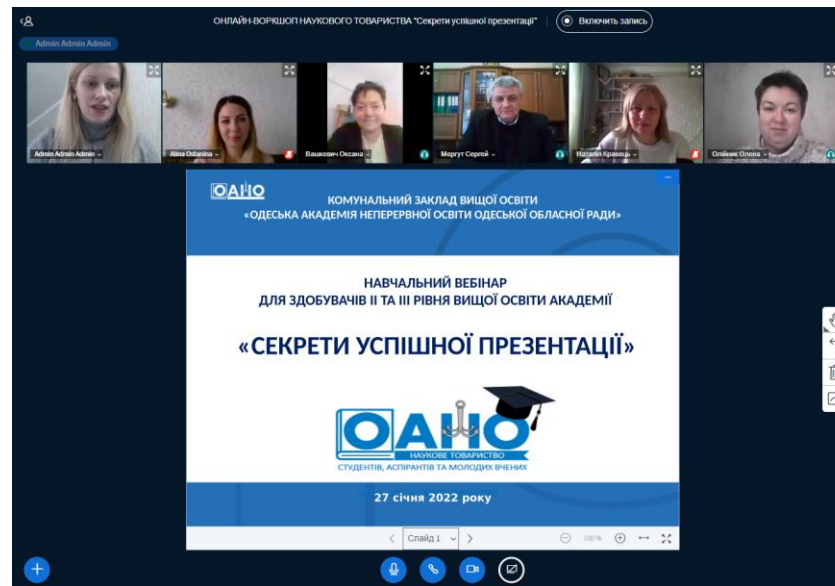 ОНЛАЙН-ВОРКШОП НАУКОВОГО ТОВАРИСТВА "Секрети успішної презентації"
Включить запись
Admin Admin Admin
Admin Admin Admin
Alina Ostanina
Вашкевич Оксана
Мергут Сергей
Наталія Кравець
Олійник Олена
ОАНО
КОМУНАЛЬНИЙ ЗАКЛАД ВИЩОЇ ОСВІТИ
«ОДЕСЬКА АКАДЕМІЯ НЕПЕРЕРВНОЇ ОСВІТИ ОДЕСЬКОЇ ОБЛАСНОЇ РАДИ»
НАВЧАЛЬНИЙ ВЕБІНАР
ДЛЯ ЗДОБУВАЧІВ ІІ ТА ІІІ РІВНЯ ВИЩОЇ ОСВІТИ АКАДЕМІЇ
«СЕКРЕТИ УСПІШНОЇ ПРЕЗЕНТАЦІЇ»
ОАНО
НАУКОВЕ ТОВАРИСТВО
СТУДЕНТІВ, АСПІРАНТІВ ТА МОЛОДИХ ВЧЕНИХ
27 січня 2022 року
Слайд 1
100 %